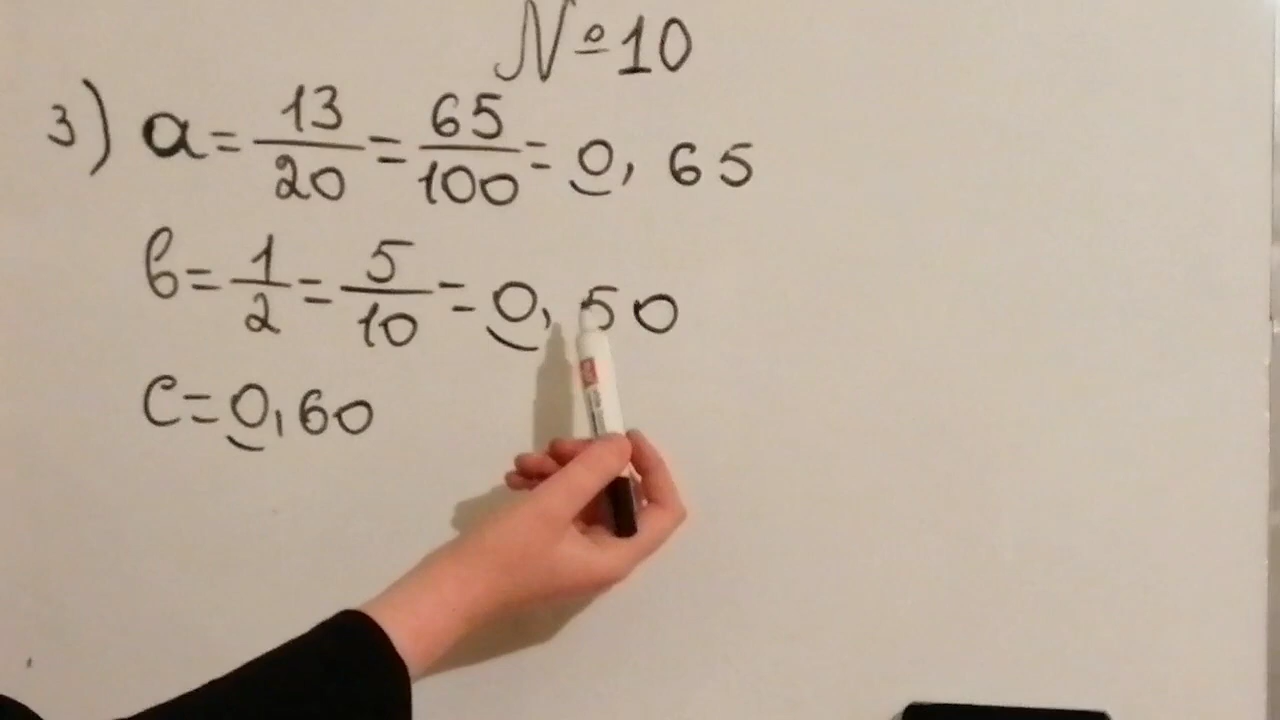 №10
3) a = 13/20 = 65/100 = 0, 65
b = 1/2 = 5/10 = 0, 50
c = 0,60